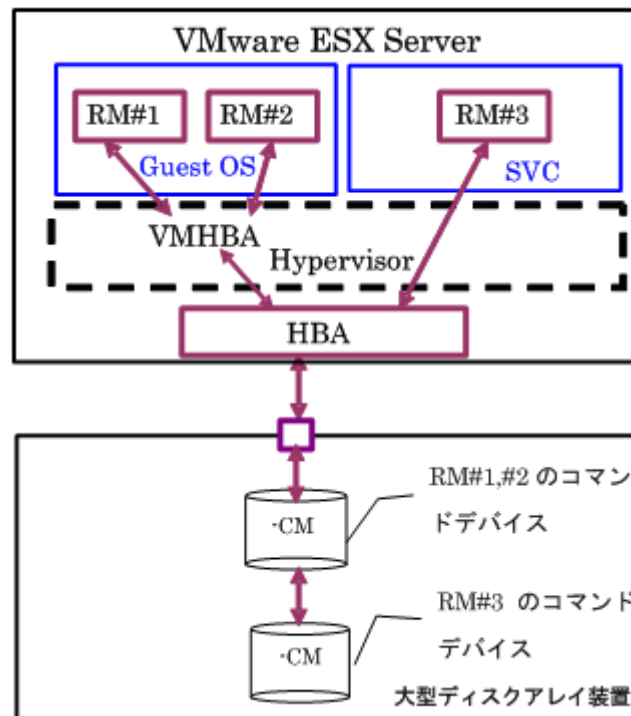 VMware ESX Server
RM#1
RM#2
RM#3
Guest OS
SVC
VMHBA
Hypervisor
HBA
RM#1,#2 のコマン
ドデバイス
-CM
RM#3 のコマンド
デバイス
-CM
大型ディスクアレイ装置